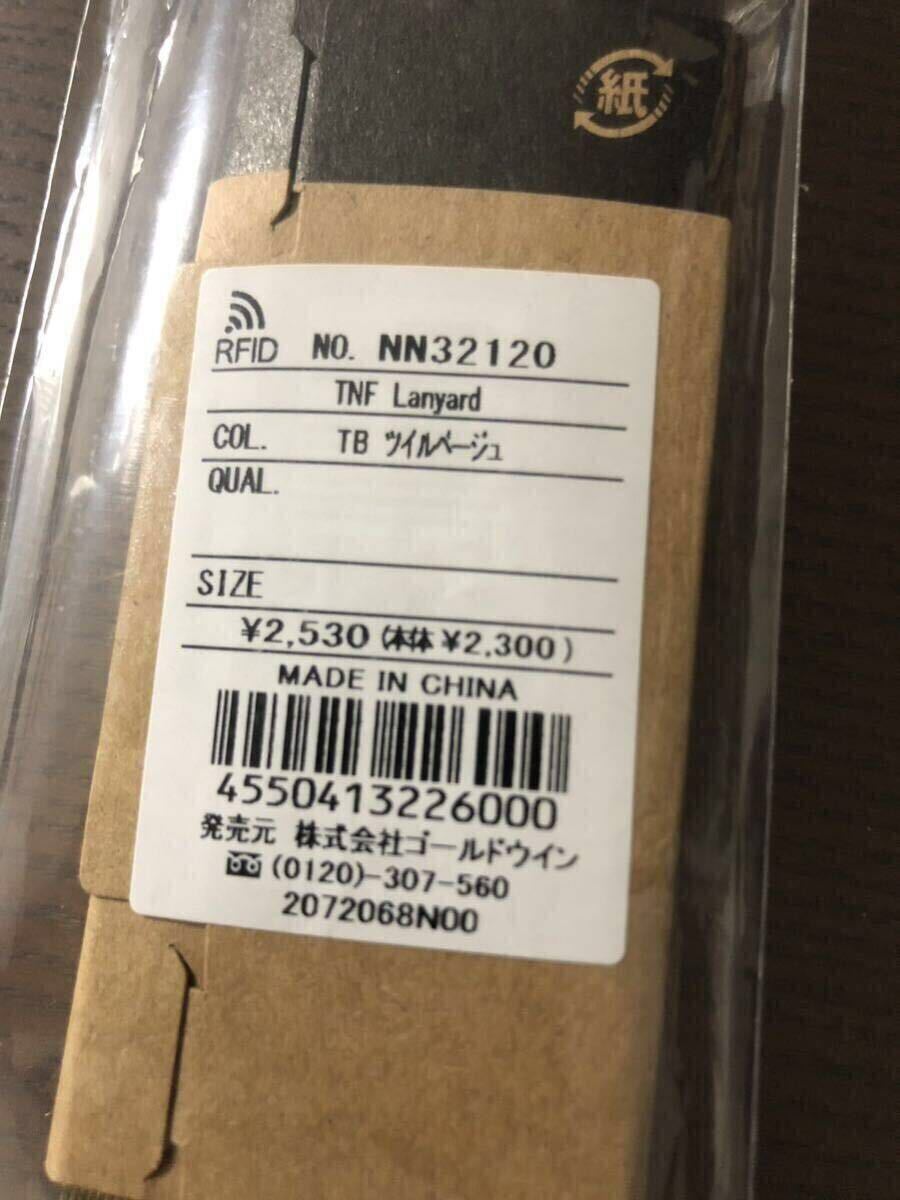 紙
RFID NO. NN32120
TNF Lanyard
COL. TB ツイルベージュ
QUAL.
SIZE
¥2,530(本体 ¥2,300)
MADE IN CHINA
4550413226000
発売元 株式会社ゴールドウイン
(0120)-307-560
2072068N00